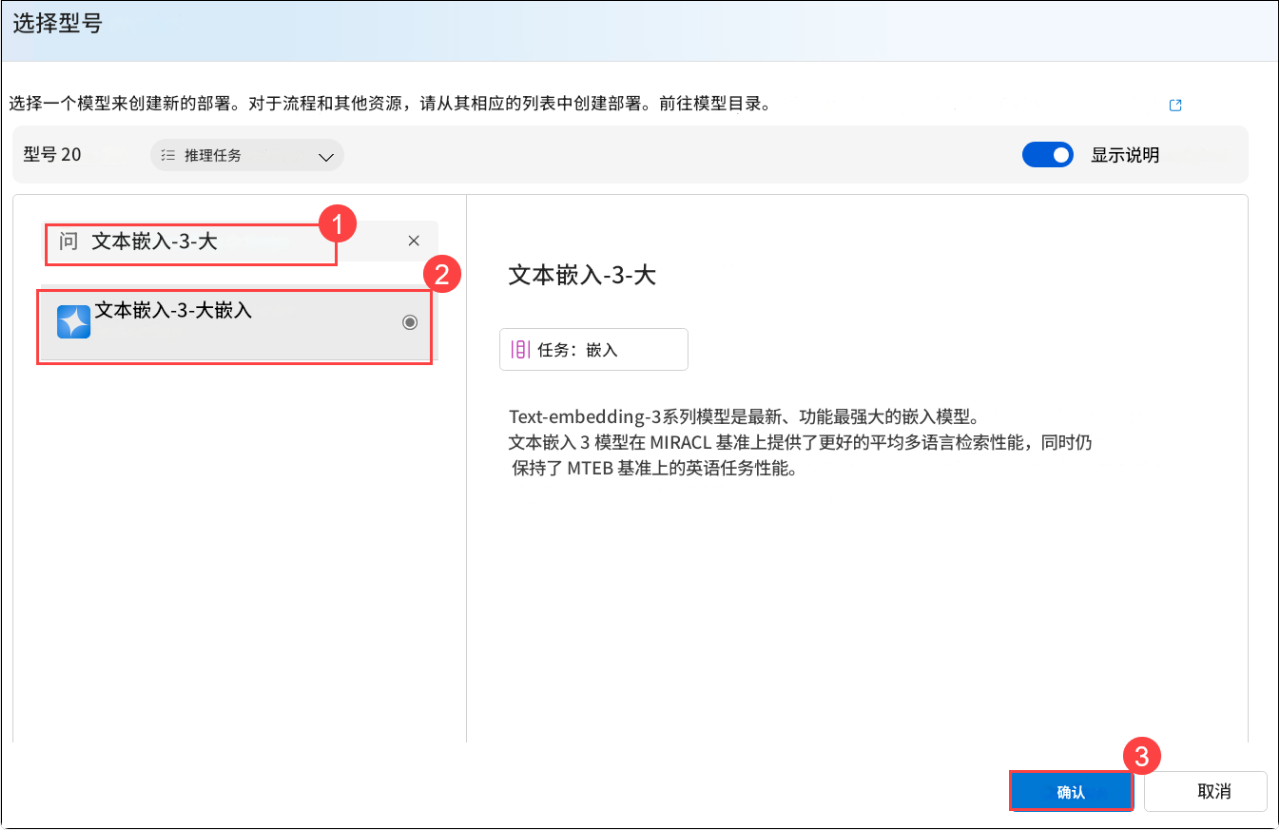 选择型号
选择一个模型来创建新的部署。对于流程和其他资源，请从其相应的列表中创建部署。前往模型目录。
型号 20
推理任务
显示说明
1
问 文本嵌入-3-大
2
文本嵌入-3-大嵌入
文本嵌入-3-大
任务：嵌入
Text-embedding-3系列模型是最新、功能最强大的嵌入模型。
文本嵌入 3 模型在 MIRACL 基准上提供了更好的平均多语言检索性能，同时仍
保持了 MTEB 基准上的英语任务性能。
3
确认
取消